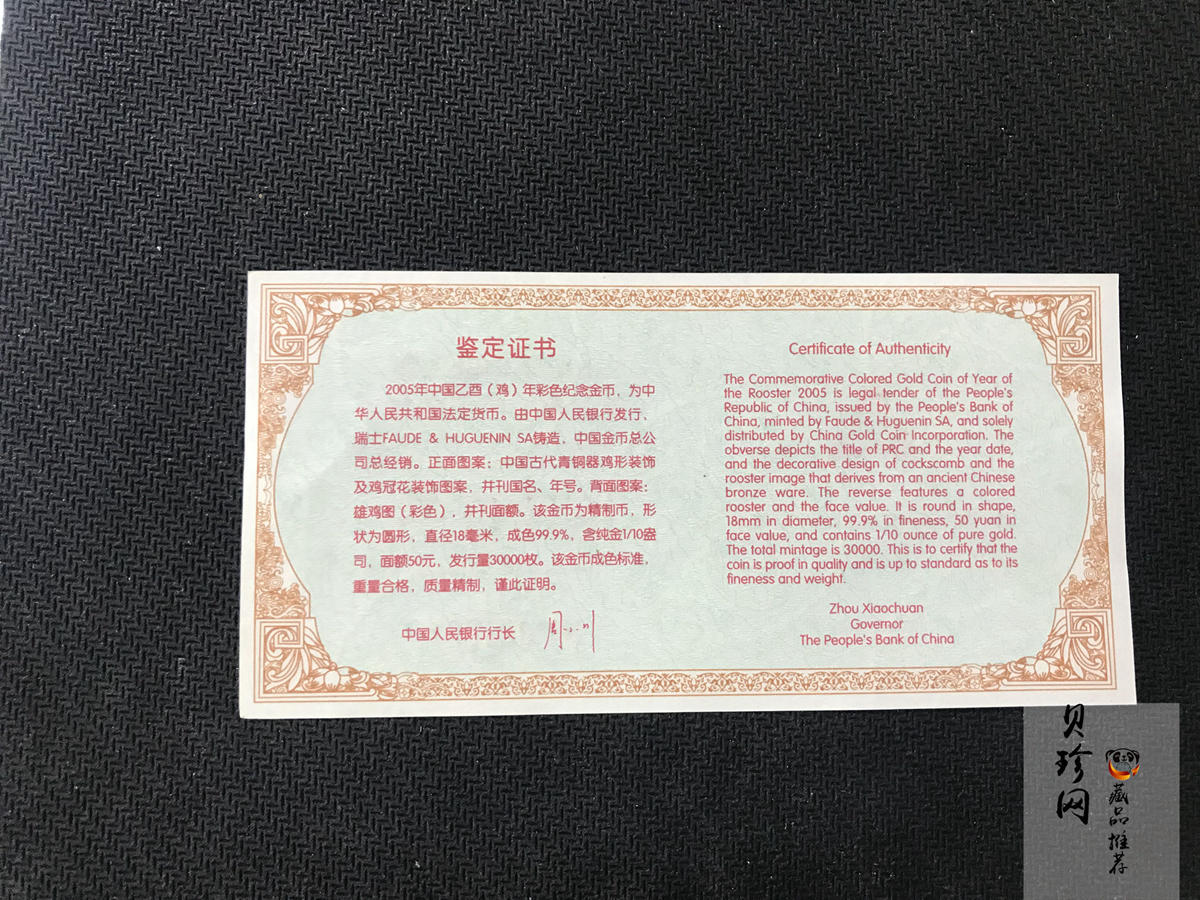 鉴定证书
2005年中国乙酉（鸡）年彩色纪念金币，为中
华人民共和国法定货币。由中国人民银行发行、
瑞士FAUDE & HUGUENIN SA铸造，中国金币总公
司总经销。正面图案：中国古代青铜器鸡形装饰
及鸡冠花装饰图案，并刊国名、年号。背面图案：
雄鸡图（彩色），并刊面额。该金币为精制币，形
状为圆形，直径18毫米，成色99.9%，含纯金1/10盎
司，面额50元，发行量30000枚。该金币成色标准，
重量合格，质量精制，谨此证明。
中国人民银行行长 周小川
Certificate of Authenticity
The Commemorative Colored Gold Coin of Year of
the Rooster 2005 is legal tender of the People's
Republic of China, issued by the People's Bank of
China, minted by Faude & Huguenin SA, and solely
distributed by China Gold Coin Incorporation. The
obverse depicts the title of PRC and the year date,
and the decorative design of cockscomb and the
rooster image that derives from an ancient Chinese
bronze ware. The reverse features a colored
rooster and the face value. It is round in shape,
18mm in diameter, 99.9% in fineness, 50 yuan in
face value, and contains 1/10 ounce of pure gold.
The total mintage is 30000. This is to certify that the
coin is proof in quality and is up to standard as to its
fineness and weight.
Zhou Xiaochuan
Governor
The People's Bank of China
贝珍网
藏品推荐